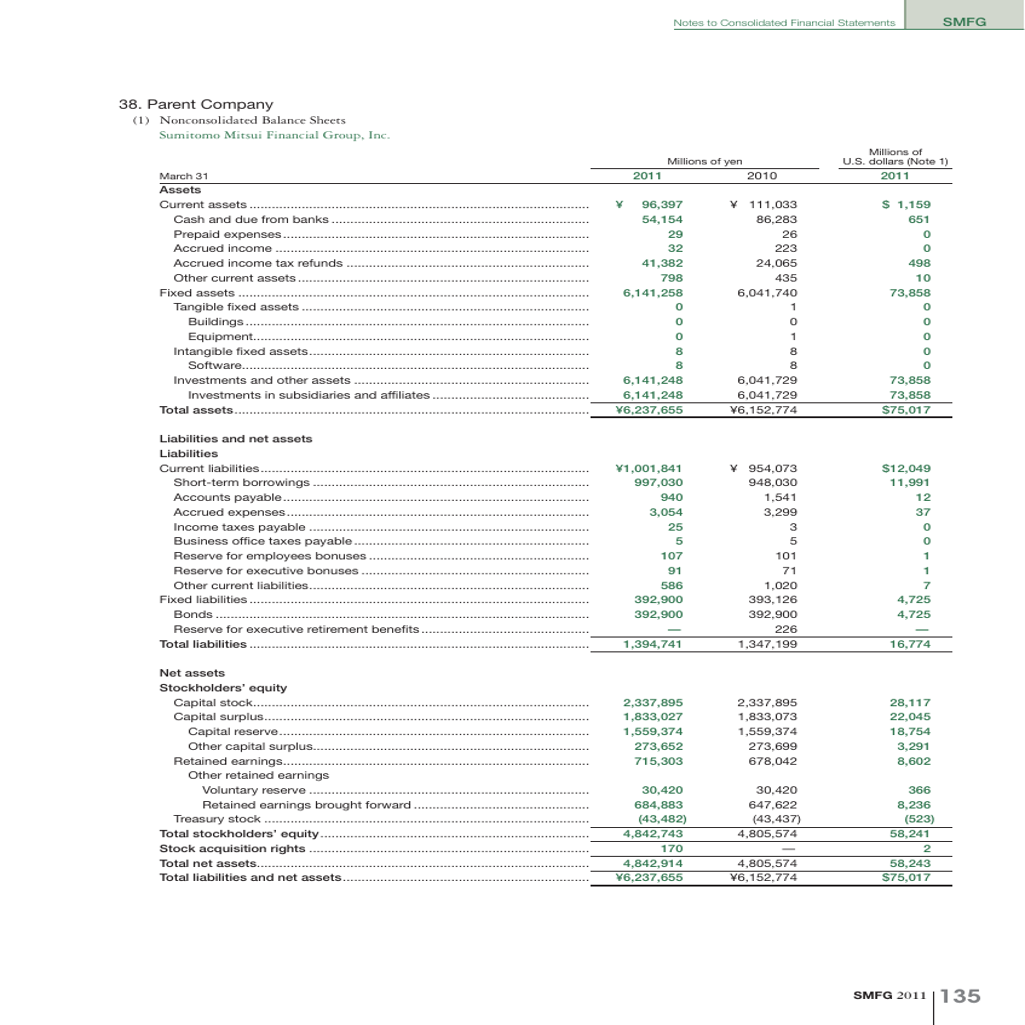 Notes to Consolidated Financial Statements SMFG
38. Parent Company
(1) Nonconsolidated Balance Sheets
Sumitomo Mitsui Financial Group, Inc.
Millions of yen Millions of U.S. dollars (Note 1)
March 31 2011 2010 2011
Assets
Current assets ¥ 96,397 ¥ 111,033 $ 1,159
Cash and due from banks 54,154 86,283 651
Prepaid expenses 29 26 0
Accrued income 32 223 0
Accrued income tax refunds 41,382 24,065 498
Other current assets 798 435 10
Fixed assets 6,141,258 6,041,740 73,858
Tangible fixed assets 0 1 0
Buildings 0 0 0
Equipment 0 1 0
Intangible fixed assets 8 8 0
Software 8 8 0
Investments and other assets 6,141,248 6,041,729 73,858
Investments in subsidiaries and affiliates 6,141,248 6,041,729 73,858
Total assets ¥6,237,655 ¥6,152,774 $75,017
Liabilities and net assets
Liabilities
Current liabilities ¥1,001,841 ¥ 954,073 $12,049
Short-term borrowings 997,030 948,030 11,991
Accounts payable 940 1,541 12
Accrued expenses 3,054 3,299 37
Income taxes payable 25 3 0
Business office taxes payable 5 5 0
Reserve for employees bonuses 107 101 1
Reserve for executive bonuses 91 71 1
Other current liabilities 586 1,020 7
Fixed liabilities 392,900 393,126 4,725
Bonds 392,900 392,900 4,725
Reserve for executive retirement benefits — 226 —
Total liabilities 1,394,741 1,347,199 16,774
Net assets
Stockholders' equity
Capital stock 2,337,895 2,337,895 28,117
Capital surplus 1,833,027 1,833,073 22,045
Capital reserve 1,559,374 1,559,374 18,754
Other capital surplus 273,652 273,699 3,291
Retained earnings 715,303 678,042 8,602
Other retained earnings
Voluntary reserve 30,420 30,420 366
Retained earnings brought forward 684,883 647,622 8,236
Treasury stock (43,482) (43,437) (523)
Total stockholders' equity 4,842,743 4,805,574 58,241
Stock acquisition rights 170 — 2
Total net assets 4,842,914 4,805,574 58,243
Total liabilities and net assets ¥6,237,655 ¥6,152,774 $75,017
SMFG 2011 135